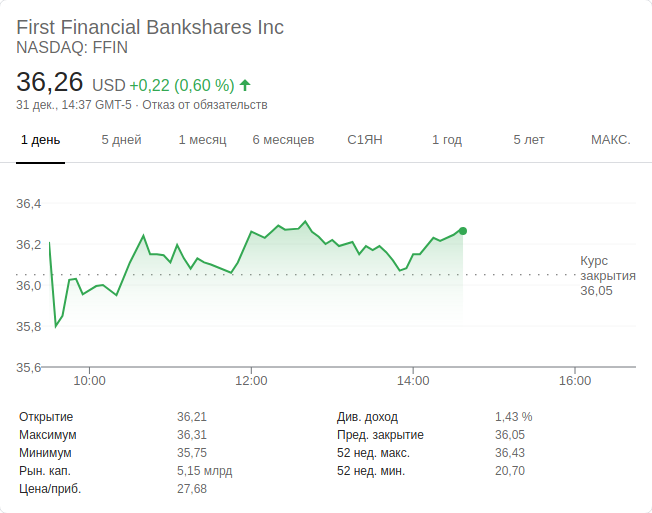 First Financial Bankshares Inc
NASDAQ: FFIN
36,26 USD +0,22 (0,60 %)
31 дек., 14:37 GMT-5 · Отказ от обязательств
1 день 5 дней 1 месяц 6 месяцев С1ЯН 1 год 5 лет МАКС.
36,4
36,2
36,0
35,8
35,6
Курс
закрытия
36,05
10:00 12:00 14:00 16:00
Открытие 36,21
Максимум 36,31
Минимум 35,75
Рын. кап. 5,15 млрд
Цена/приб. 27,68
Див. доход 1,43 %
Пред. закрытие 36,05
52 нед. макс. 36,43
52 нед. мин. 20,70